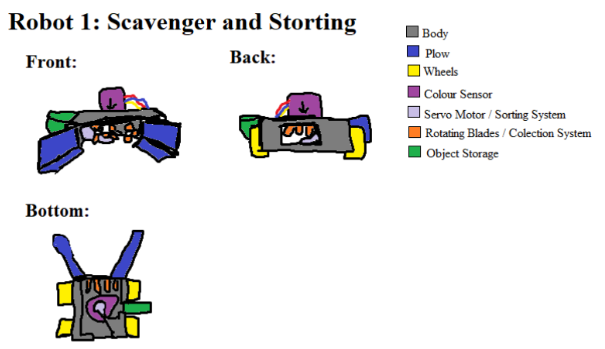 Robot 1: Scavenger and Storting
Front:
Back:
Body
Plow
Wheels
Colour Sensor
Servo Motor / Sorting System
Rotating Blades / Colection System
Object Storage
Bottom: